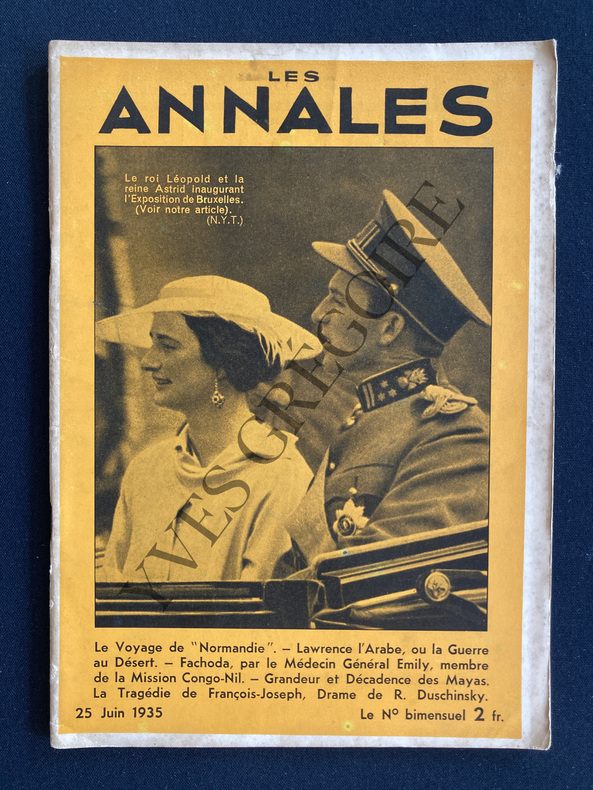 LES
ANNALES
Le roi Léopold et la
reine Astrid inaugurant
l'Exposition de Bruxelles.
(Voir notre article).
(N.Y.T.)
YVES GRÉGOIRE
Le Voyage de "Normandie". – Lawrence l'Arabe, ou la Guerre
au Désert. – Fachoda, par le Médecin Général Emily, membre
de la Mission Congo-Nil. – Grandeur et Décadence des Mayas.
La Tragédie de François-Joseph, Drame de R. Duschinsky.
25 Juin 1935 Le Nº bimensuel 2 fr.